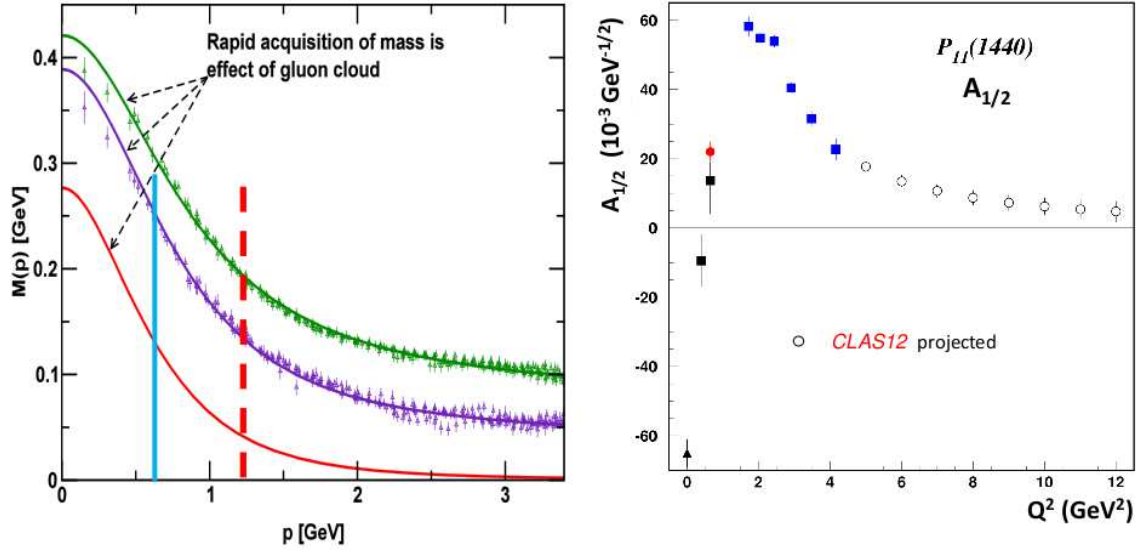 Rapid acquisition of mass is
effect of gluon cloud
0.4
0.3
0.2
0.1
0
M(p) [GeV]
0
1
2
3
p [GeV]
P₁₁(1440)
A₁/₂
60
40
20
0
-20
-40
-60
A₁/₂ (10⁻³ GeV⁻¹/²)
CLAS12 projected
0
2
4
6
8
10
12
Q² (GeV²)